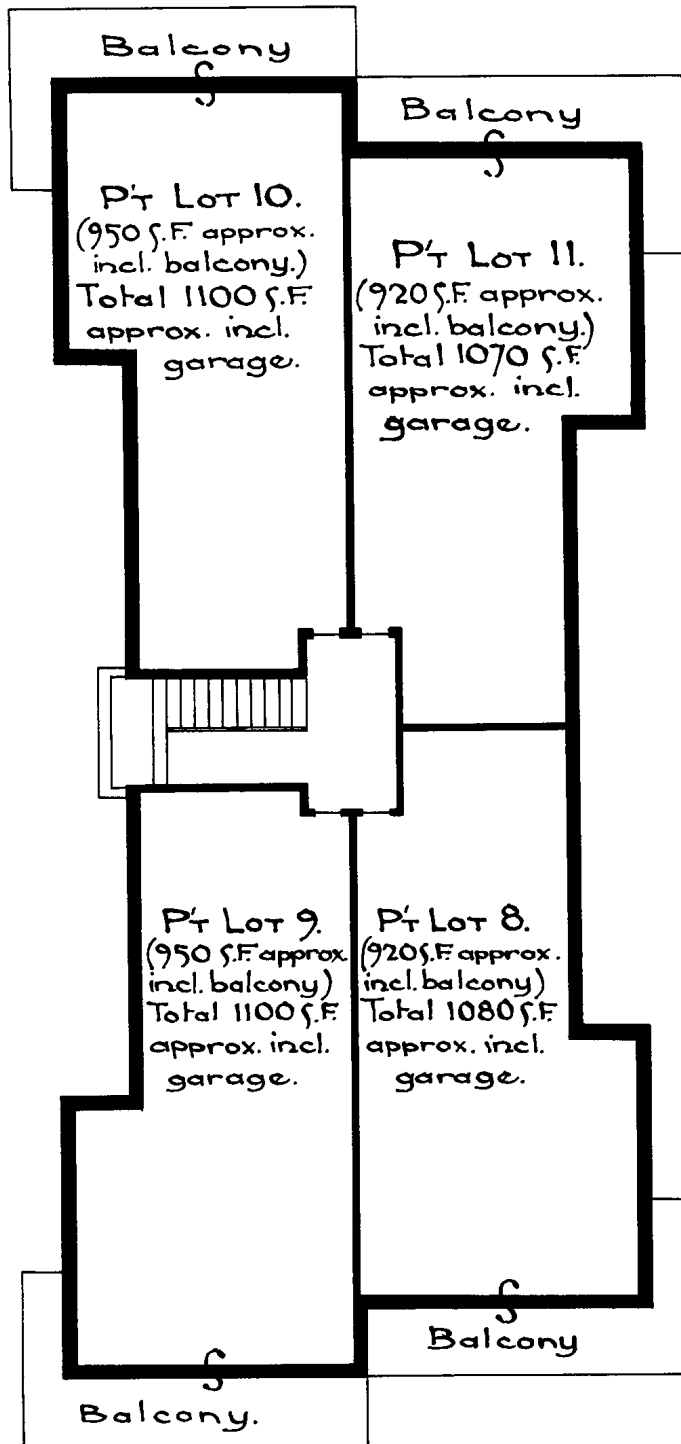 Balcony
P'T LOT 10.
(950 S.F. approx.
incl. balcony.)
Total 1100 S.F.
approx. incl.
garage.
Balcony
P'T LOT 11.
(920 S.F. approx.
incl. balcony.)
Total 1070 S.F.
approx. incl.
garage.
P'T LOT 9.
(950 S.F. approx
incl. balcony)
Total 1100 S.F.
approx. incl.
garage.
P'T LOT 8.
(920 S.F. approx.
incl. balcony)
Total 1080 S.F.
approx. incl.
garage.
Balcony
Balcony.